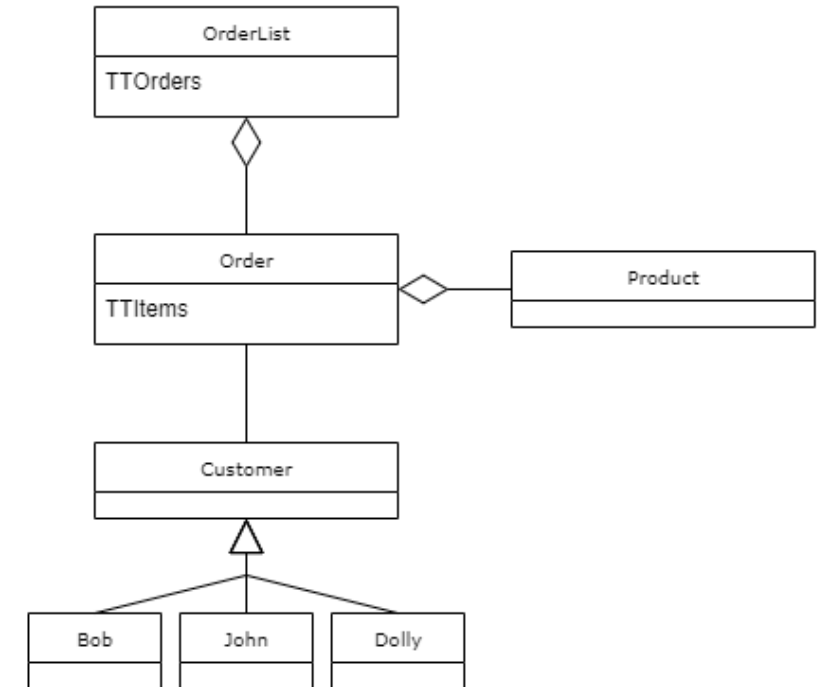 OrderList
TTOrders
Order
TTItems
Product
Customer
Bob
John
Dolly